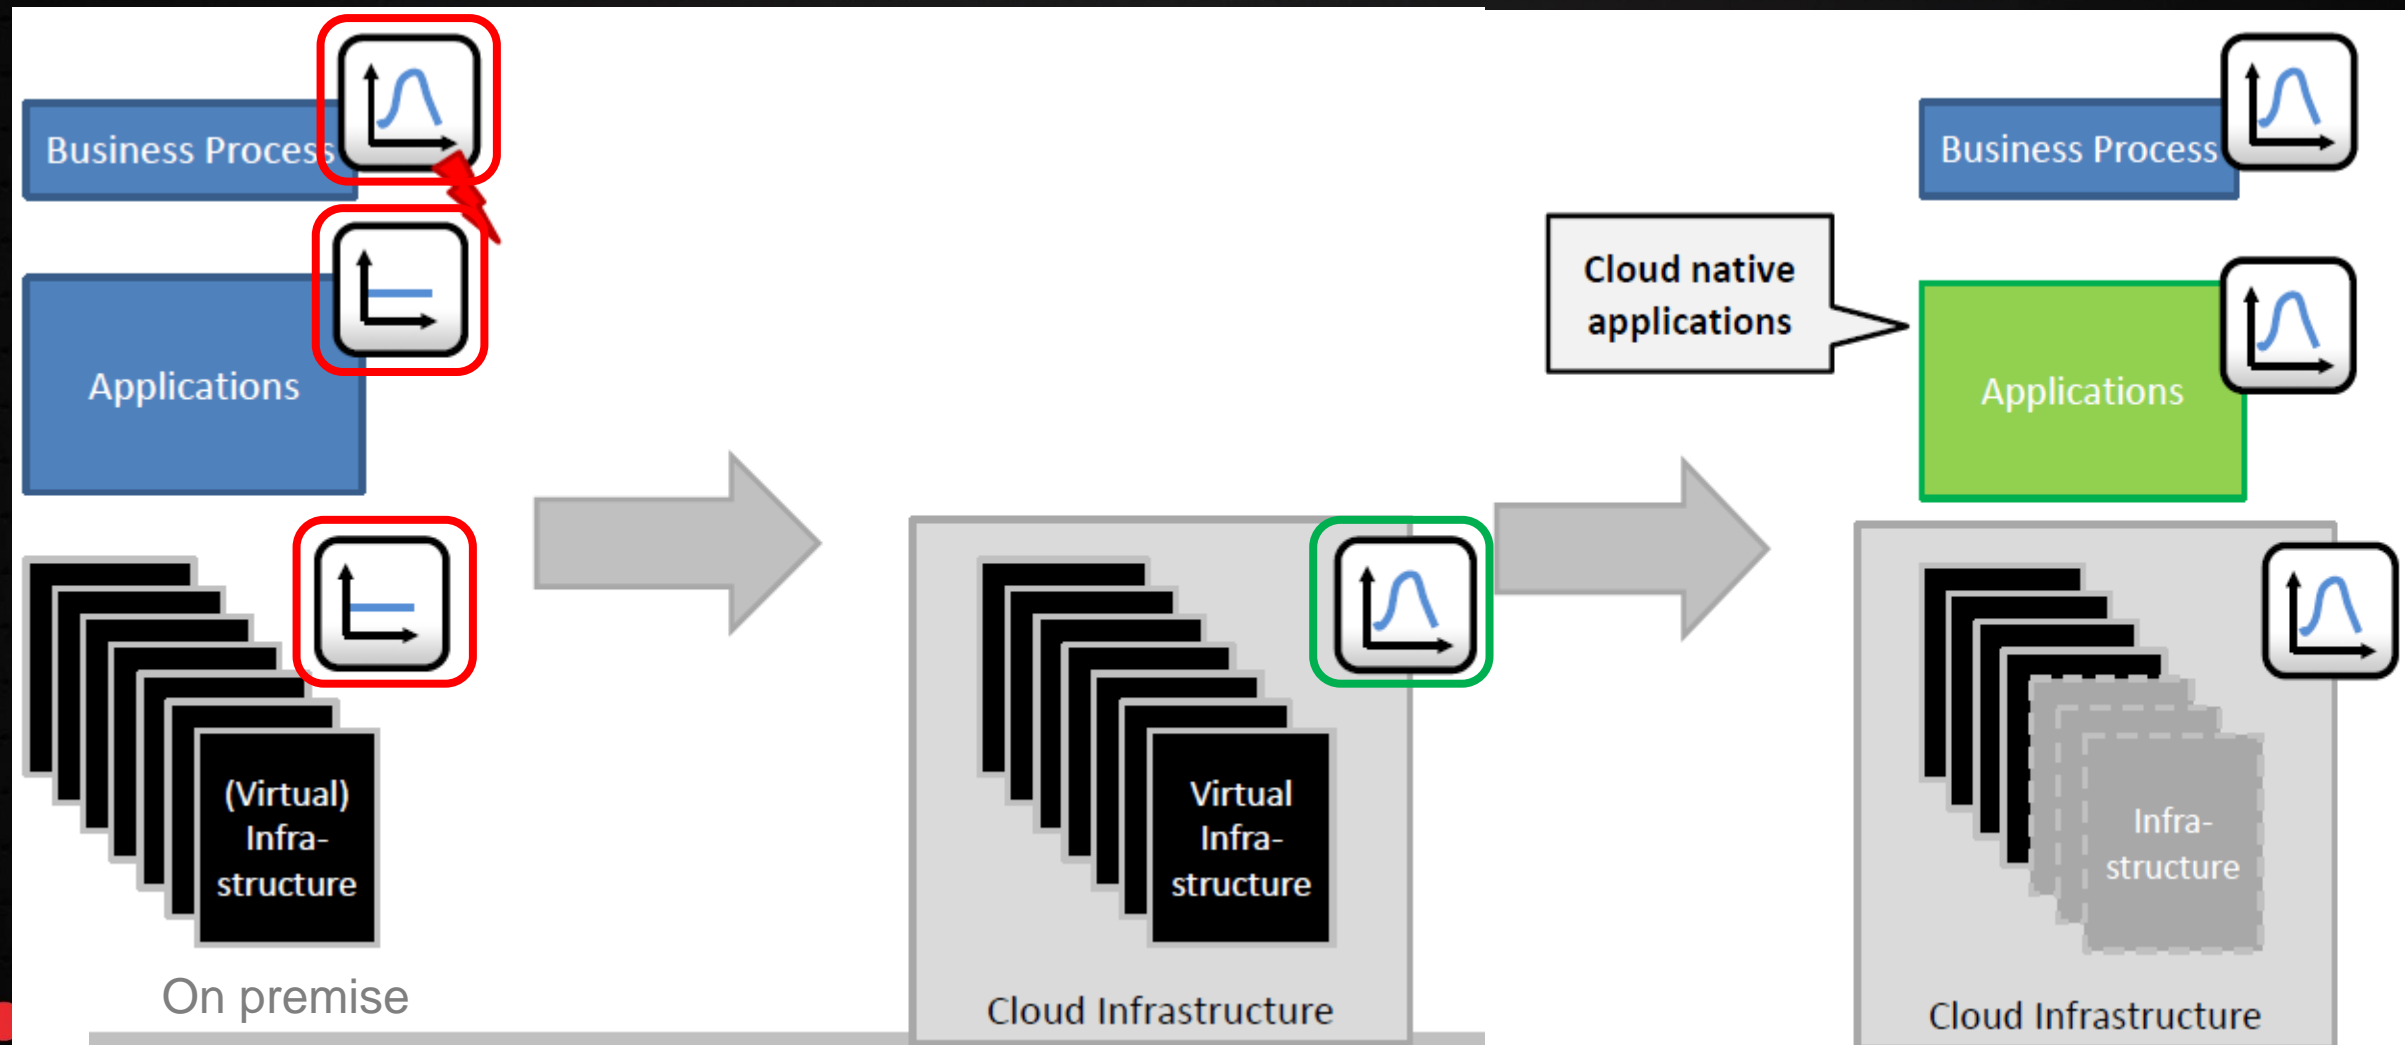 Business Process
Applications
(Virtual)
Infra-
structure
On premise
Virtual
Infra-
structure
Cloud Infrastructure
Cloud native
applications
Business Process
Applications
Infra-
structure
Cloud Infrastructure